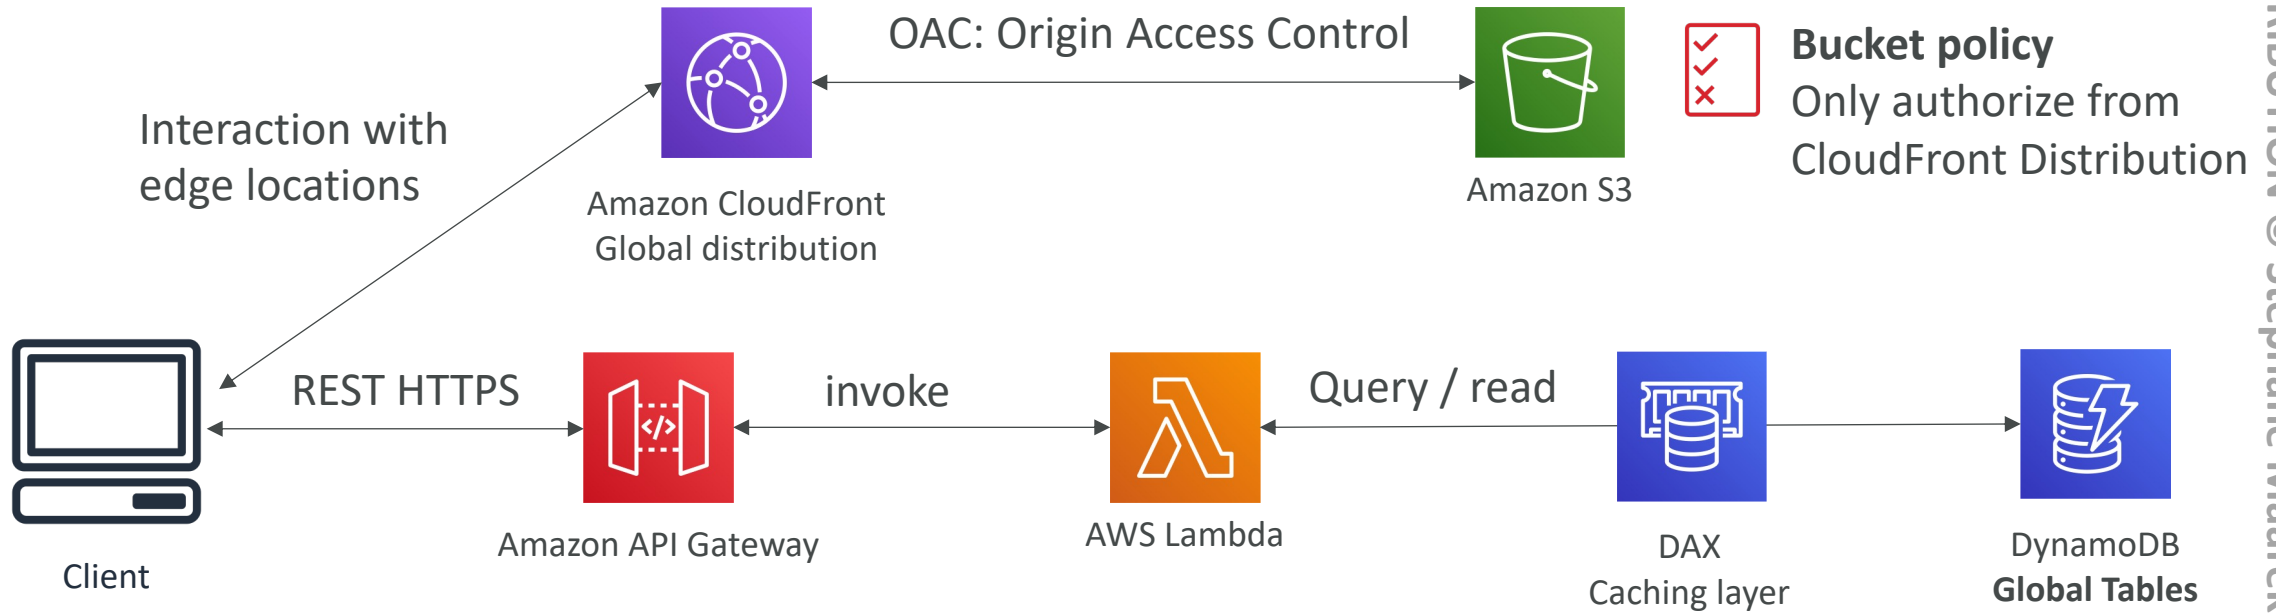 OAC: Origin Access Control
Bucket policy
Only authorize from
CloudFront Distribution
Interaction with
edge locations
Amazon CloudFront
Global distribution
Amazon S3
REST HTTPS
invoke
Query / read
</>
Client
Amazon API Gateway
AWS Lambda
DAX
Caching layer
DynamoDB
Global Tables
© Stephane Maarek